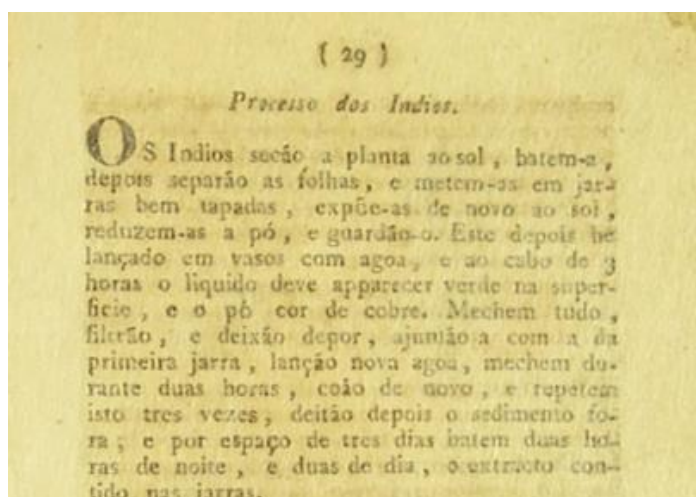 ( 29 )
Processo dos Indios.
OS Indios secão a planta ao sol, batem-a,
depois separão as folhas, e metem-as em jar-
ras bem tapadas, expõe-as de novo ao sol,
reduzem-as a pó, e guardão-o. Este depois he
lançado em vasos com agoa, e ao cabo de 3
horas o liquido deve apparecer verde na super-
ficie, e o pó cor de cobre. Mechem tudo,
filtrão, e deixão depor, ajuntão a com a da
primeira jarra, lanção nova agoa, mechem du-
rante duas horas, coão de novo, e repetem
isto tres vezes, deitão depois o sedimento fo-
ra; e por espaço de tres dias batem duas ho-
ras de noite, e duas de dia, o extracto con-
tido nas jarras.